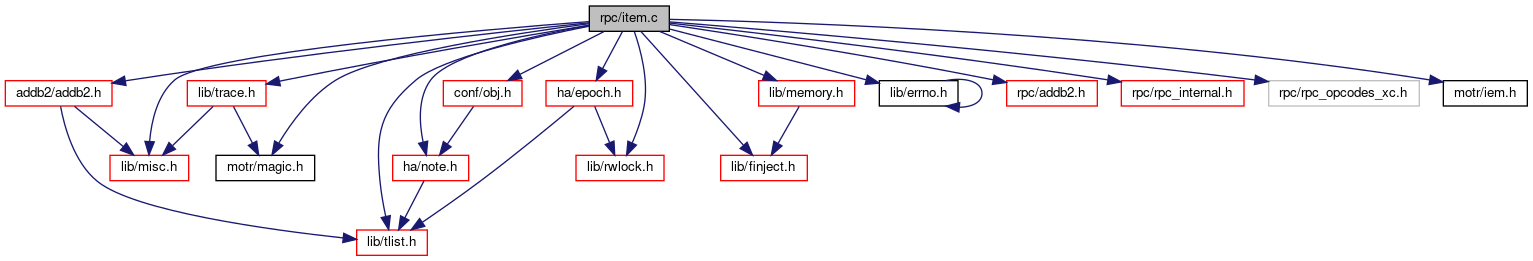 rpc/item.c
addb2/addb2.h
lib/trace.h
conf/obj.h
ha/epoch.h
lib/memory.h
lib/errno.h
rpc/addb2.h
rpc/rpc_internal.h
rpc/rpc_opcodes_xc.h
motr/iem.h
lib/misc.h
motr/magic.h
ha/note.h
lib/rwlock.h
lib/finject.h
lib/tlist.h